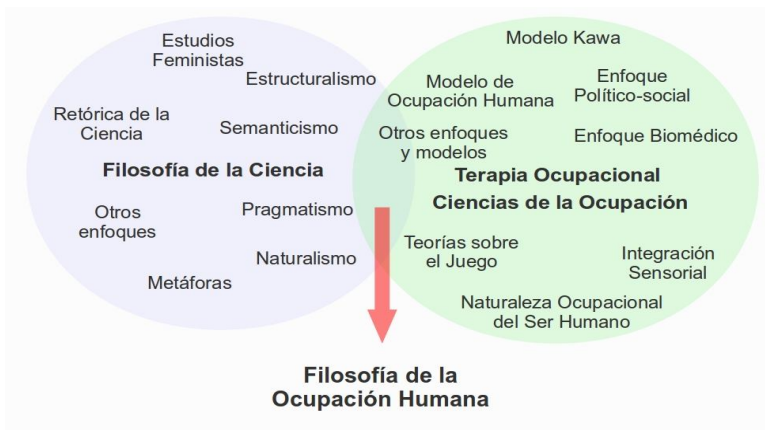 Estudios
Feministas
Estructuralismo
Retórica de la
Ciencia
Semanticismo
Filosofía de la Ciencia
Otros
enfoques
Pragmatismo
Naturalismo
Metáforas
Modelo Kawa
Modelo de
Ocupación Humana
Enfoque
Político-social
Otros enfoques
y modelos
Enfoque Biomédico
Terapia Ocupacional
Ciencias de la Ocupación
Teorías sobre
el Juego
Integración
Sensorial
Naturaleza Ocupacional
del Ser Humano
Filosofía de la
Ocupación Humana